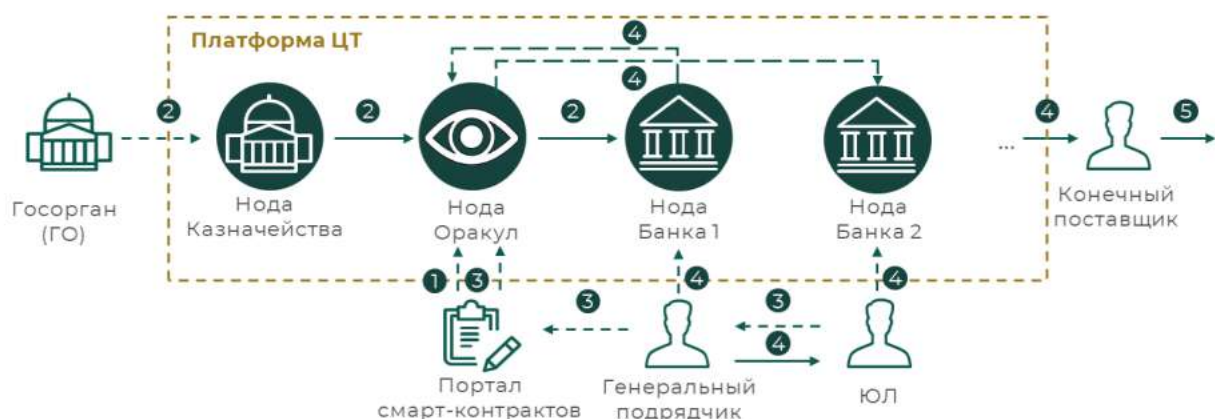 Платформа ЦТ
4
4
2
2
2
4
5
...
Госорган
(ГО)
Нода
Казначейства
Нода
Оракул
Нода
Банка 1
Нода
Банка 2
Конечный
поставщик
1
3
4
4
3
3
4
Портал
смарт-контрактов
Генеральный
подрядчик
ЮЛ